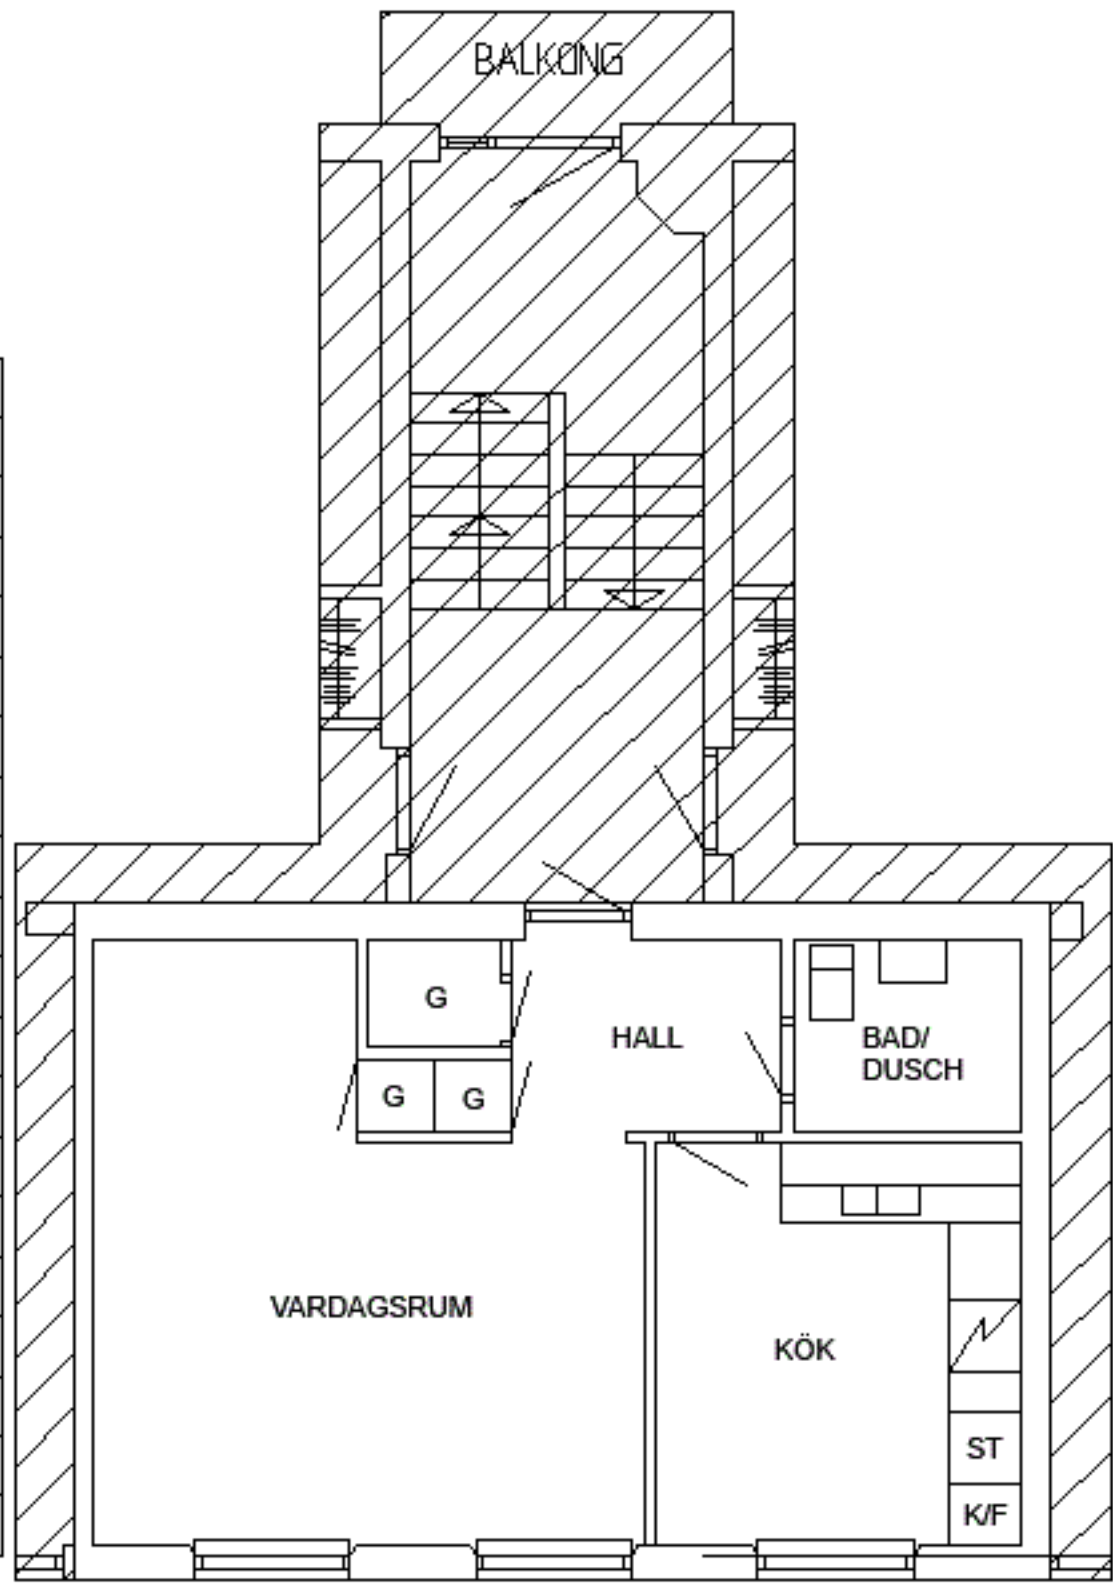 BALKONG
G
HALL
BAD/
DUSCH
G
G
VARDAGSRUM
KÖK
ST
K/F